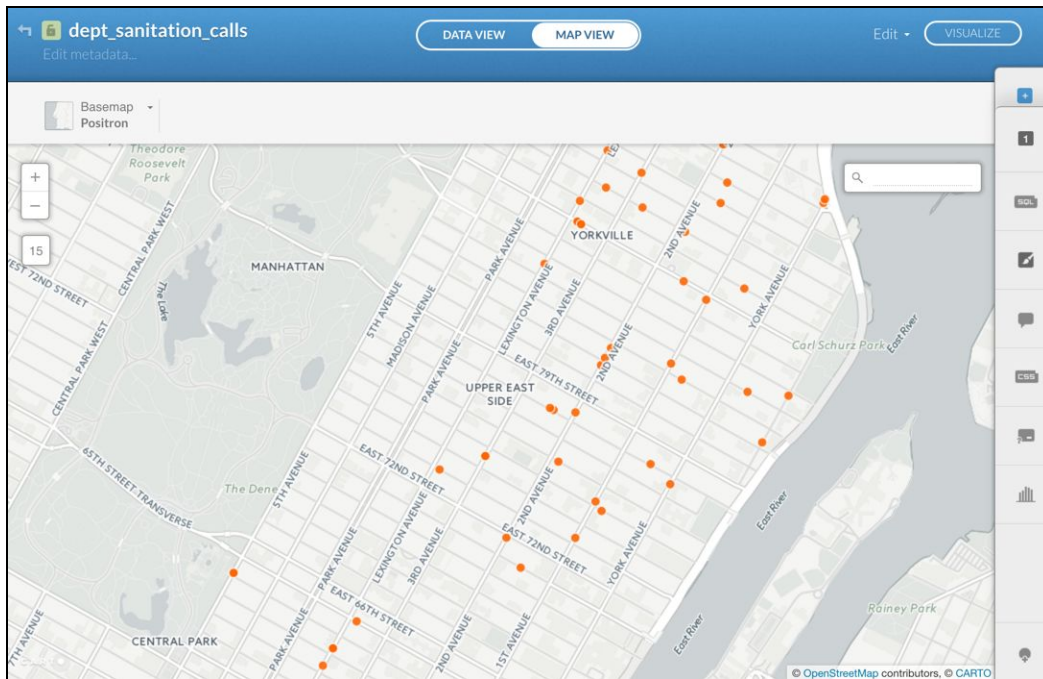 dept_sanitation_calls
Edit metadata...
DATA VIEW
MAP VIEW
Edit
VISUALIZE
Basemap
Positron
+
−
15
+
1
SQL
CSS
Theodore
Roosevelt
Park
CENTRAL PARK WEST
WEST 72ND STREET
CENTRAL PARK WEST
The Lake
MANHATTAN
5TH AVENUE
MADISON AVENUE
PARK AVENUE
PARK AVENUE
LEXINGTON AVENUE
3RD AVENUE
YORKVILLE
2ND AVENUE
YORK AVENUE
Carl Schurz Park
East River
2ND AVENUE
EAST 79TH STREET
UPPER EAST
SIDE
65TH STREET TRANSVERSE
The Dene
5TH AVENUE
EAST 72ND STREET
2ND AVENUE
LEXINGTON AVENUE
3RD AVENUE
EAST 72ND STREET
YORK AVENUE
East River
PARK AVENUE
EAST 66TH STREET
Rainey Park
CENTRAL PARK
7TH AVENUE
PARK AVENUE
2ND AVENUE
1ST AVENUE
East River
© OpenStreetMap contributors, © CARTO